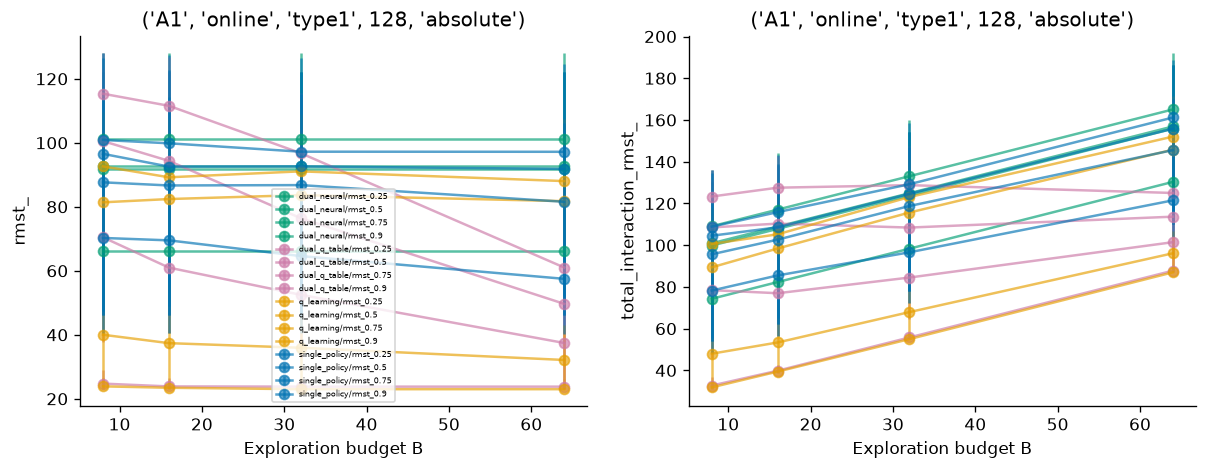 ('A1', 'online', 'type1', 128, 'absolute')
rmst_
120
100
80
60
40
20
dual_neural/rmst_0.25
dual_neural/rmst_0.5
dual_neural/rmst_0.75
dual_neural/rmst_0.9
dual_q_table/rmst_0.25
dual_q_table/rmst_0.5
dual_q_table/rmst_0.75
dual_q_table/rmst_0.9
q_learning/rmst_0.25
q_learning/rmst_0.5
q_learning/rmst_0.75
q_learning/rmst_0.9
single_policy/rmst_0.25
single_policy/rmst_0.5
single_policy/rmst_0.75
single_policy/rmst_0.9
10 20 30 40 50 60
Exploration budget B
('A1', 'online', 'type1', 128, 'absolute')
total_interaction_rmst_
200
180
160
140
120
100
80
60
40
10 20 30 40 50 60
Exploration budget B